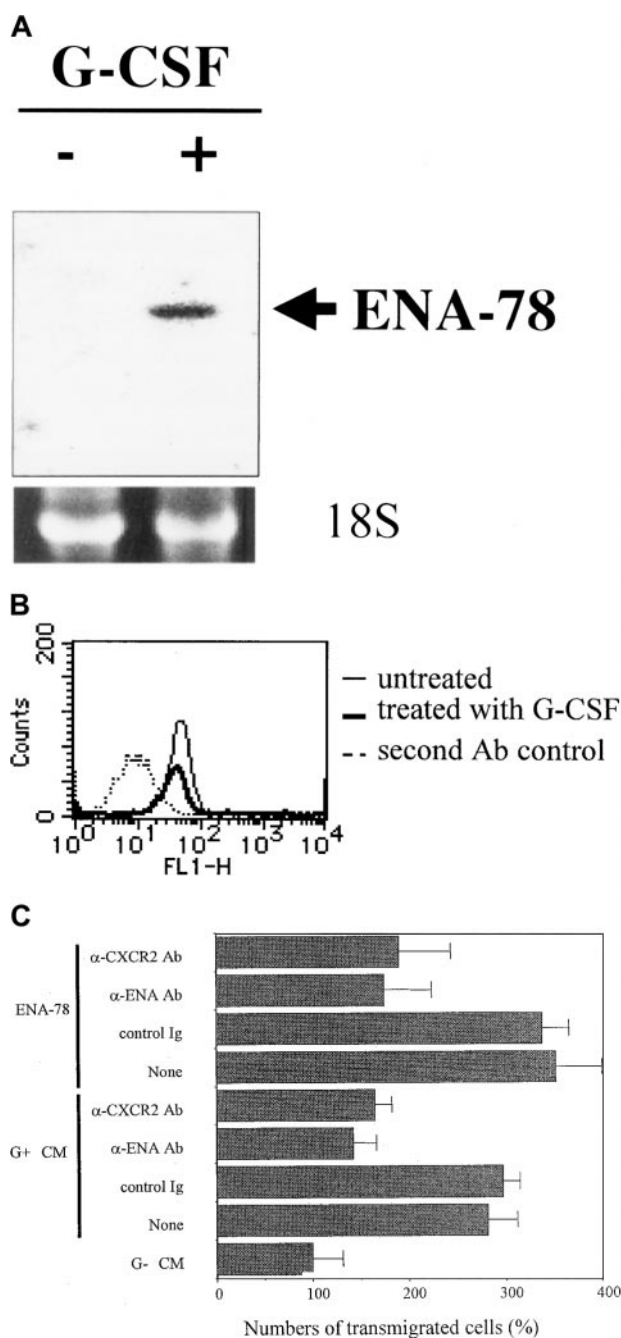 A
G-CSF
- +
ENA-78
18S
B
200
Counts
0
10^0 10^1 10^2 10^3 10^4
FL1-H
untreated
treated with G-CSF
second Ab control
C
ENA-78
α-CXCR2 Ab
α-ENA Ab
control Ig
None
G+ CM
α-CXCR2 Ab
α-ENA Ab
control Ig
None
G- CM
0 100 200 300 400
Numbers of transmigrated cells (%)